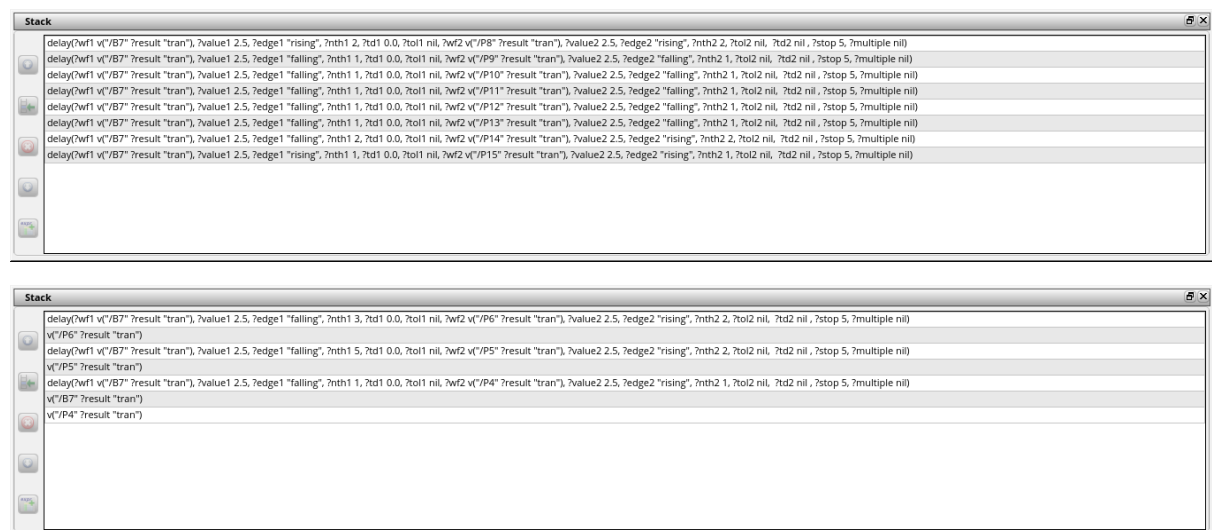 Stack
delay(?wf1 v("/B7" ?result "tran"), ?value1 2.5, ?edge1 "rising", ?nth1 2, ?td1 0.0, ?tol1 nil, ?wf2 v("/P8" ?result "tran"), ?value2 2.5, ?edge2 "rising", ?nth2 2, ?tol2 nil,  ?td2 nil , ?stop 5, ?multiple nil)
delay(?wf1 v("/B7" ?result "tran"), ?value1 2.5, ?edge1 "falling", ?nth1 1, ?td1 0.0, ?tol1 nil, ?wf2 v("/P9" ?result "tran"), ?value2 2.5, ?edge2 "falling", ?nth2 1, ?tol2 nil,  ?td2 nil , ?stop 5, ?multiple nil)
delay(?wf1 v("/B7" ?result "tran"), ?value1 2.5, ?edge1 "falling", ?nth1 1, ?td1 0.0, ?tol1 nil, ?wf2 v("/P10" ?result "tran"), ?value2 2.5, ?edge2 "falling", ?nth2 1, ?tol2 nil,  ?td2 nil , ?stop 5, ?multiple nil)
delay(?wf1 v("/B7" ?result "tran"), ?value1 2.5, ?edge1 "falling", ?nth1 1, ?td1 0.0, ?tol1 nil, ?wf2 v("/P11" ?result "tran"), ?value2 2.5, ?edge2 "falling", ?nth2 1, ?tol2 nil,  ?td2 nil , ?stop 5, ?multiple nil)
delay(?wf1 v("/B7" ?result "tran"), ?value1 2.5, ?edge1 "falling", ?nth1 1, ?td1 0.0, ?tol1 nil, ?wf2 v("/P12" ?result "tran"), ?value2 2.5, ?edge2 "falling", ?nth2 1, ?tol2 nil,  ?td2 nil , ?stop 5, ?multiple nil)
delay(?wf1 v("/B7" ?result "tran"), ?value1 2.5, ?edge1 "falling", ?nth1 1, ?td1 0.0, ?tol1 nil, ?wf2 v("/P13" ?result "tran"), ?value2 2.5, ?edge2 "falling", ?nth2 1, ?tol2 nil,  ?td2 nil , ?stop 5, ?multiple nil)
delay(?wf1 v("/B7" ?result "tran"), ?value1 2.5, ?edge1 "falling", ?nth1 2, ?td1 0.0, ?tol1 nil, ?wf2 v("/P14" ?result "tran"), ?value2 2.5, ?edge2 "rising", ?nth2 2, ?tol2 nil,  ?td2 nil , ?stop 5, ?multiple nil)
delay(?wf1 v("/B7" ?result "tran"), ?value1 2.5, ?edge1 "rising", ?nth1 1, ?td1 0.0, ?tol1 nil, ?wf2 v("/P15" ?result "tran"), ?value2 2.5, ?edge2 "rising", ?nth2 1, ?tol2 nil,  ?td2 nil , ?stop 5, ?multiple nil)
Stack
delay(?wf1 v("/B7" ?result "tran"), ?value1 2.5, ?edge1 "falling", ?nth1 3, ?td1 0.0, ?tol1 nil, ?wf2 v("/P6" ?result "tran"), ?value2 2.5, ?edge2 "rising", ?nth2 2, ?tol2 nil,  ?td2 nil , ?stop 5, ?multiple nil)
v("/P6" ?result "tran")
delay(?wf1 v("/B7" ?result "tran"), ?value1 2.5, ?edge1 "falling", ?nth1 5, ?td1 0.0, ?tol1 nil, ?wf2 v("/P5" ?result "tran"), ?value2 2.5, ?edge2 "rising", ?nth2 2, ?tol2 nil,  ?td2 nil , ?stop 5, ?multiple nil)
v("/P5" ?result "tran")
delay(?wf1 v("/B7" ?result "tran"), ?value1 2.5, ?edge1 "falling", ?nth1 1, ?td1 0.0, ?tol1 nil, ?wf2 v("/P4" ?result "tran"), ?value2 2.5, ?edge2 "rising", ?nth2 1, ?tol2 nil,  ?td2 nil , ?stop 5, ?multiple nil)
v("/B7" ?result "tran")
v("/P4" ?result "tran")